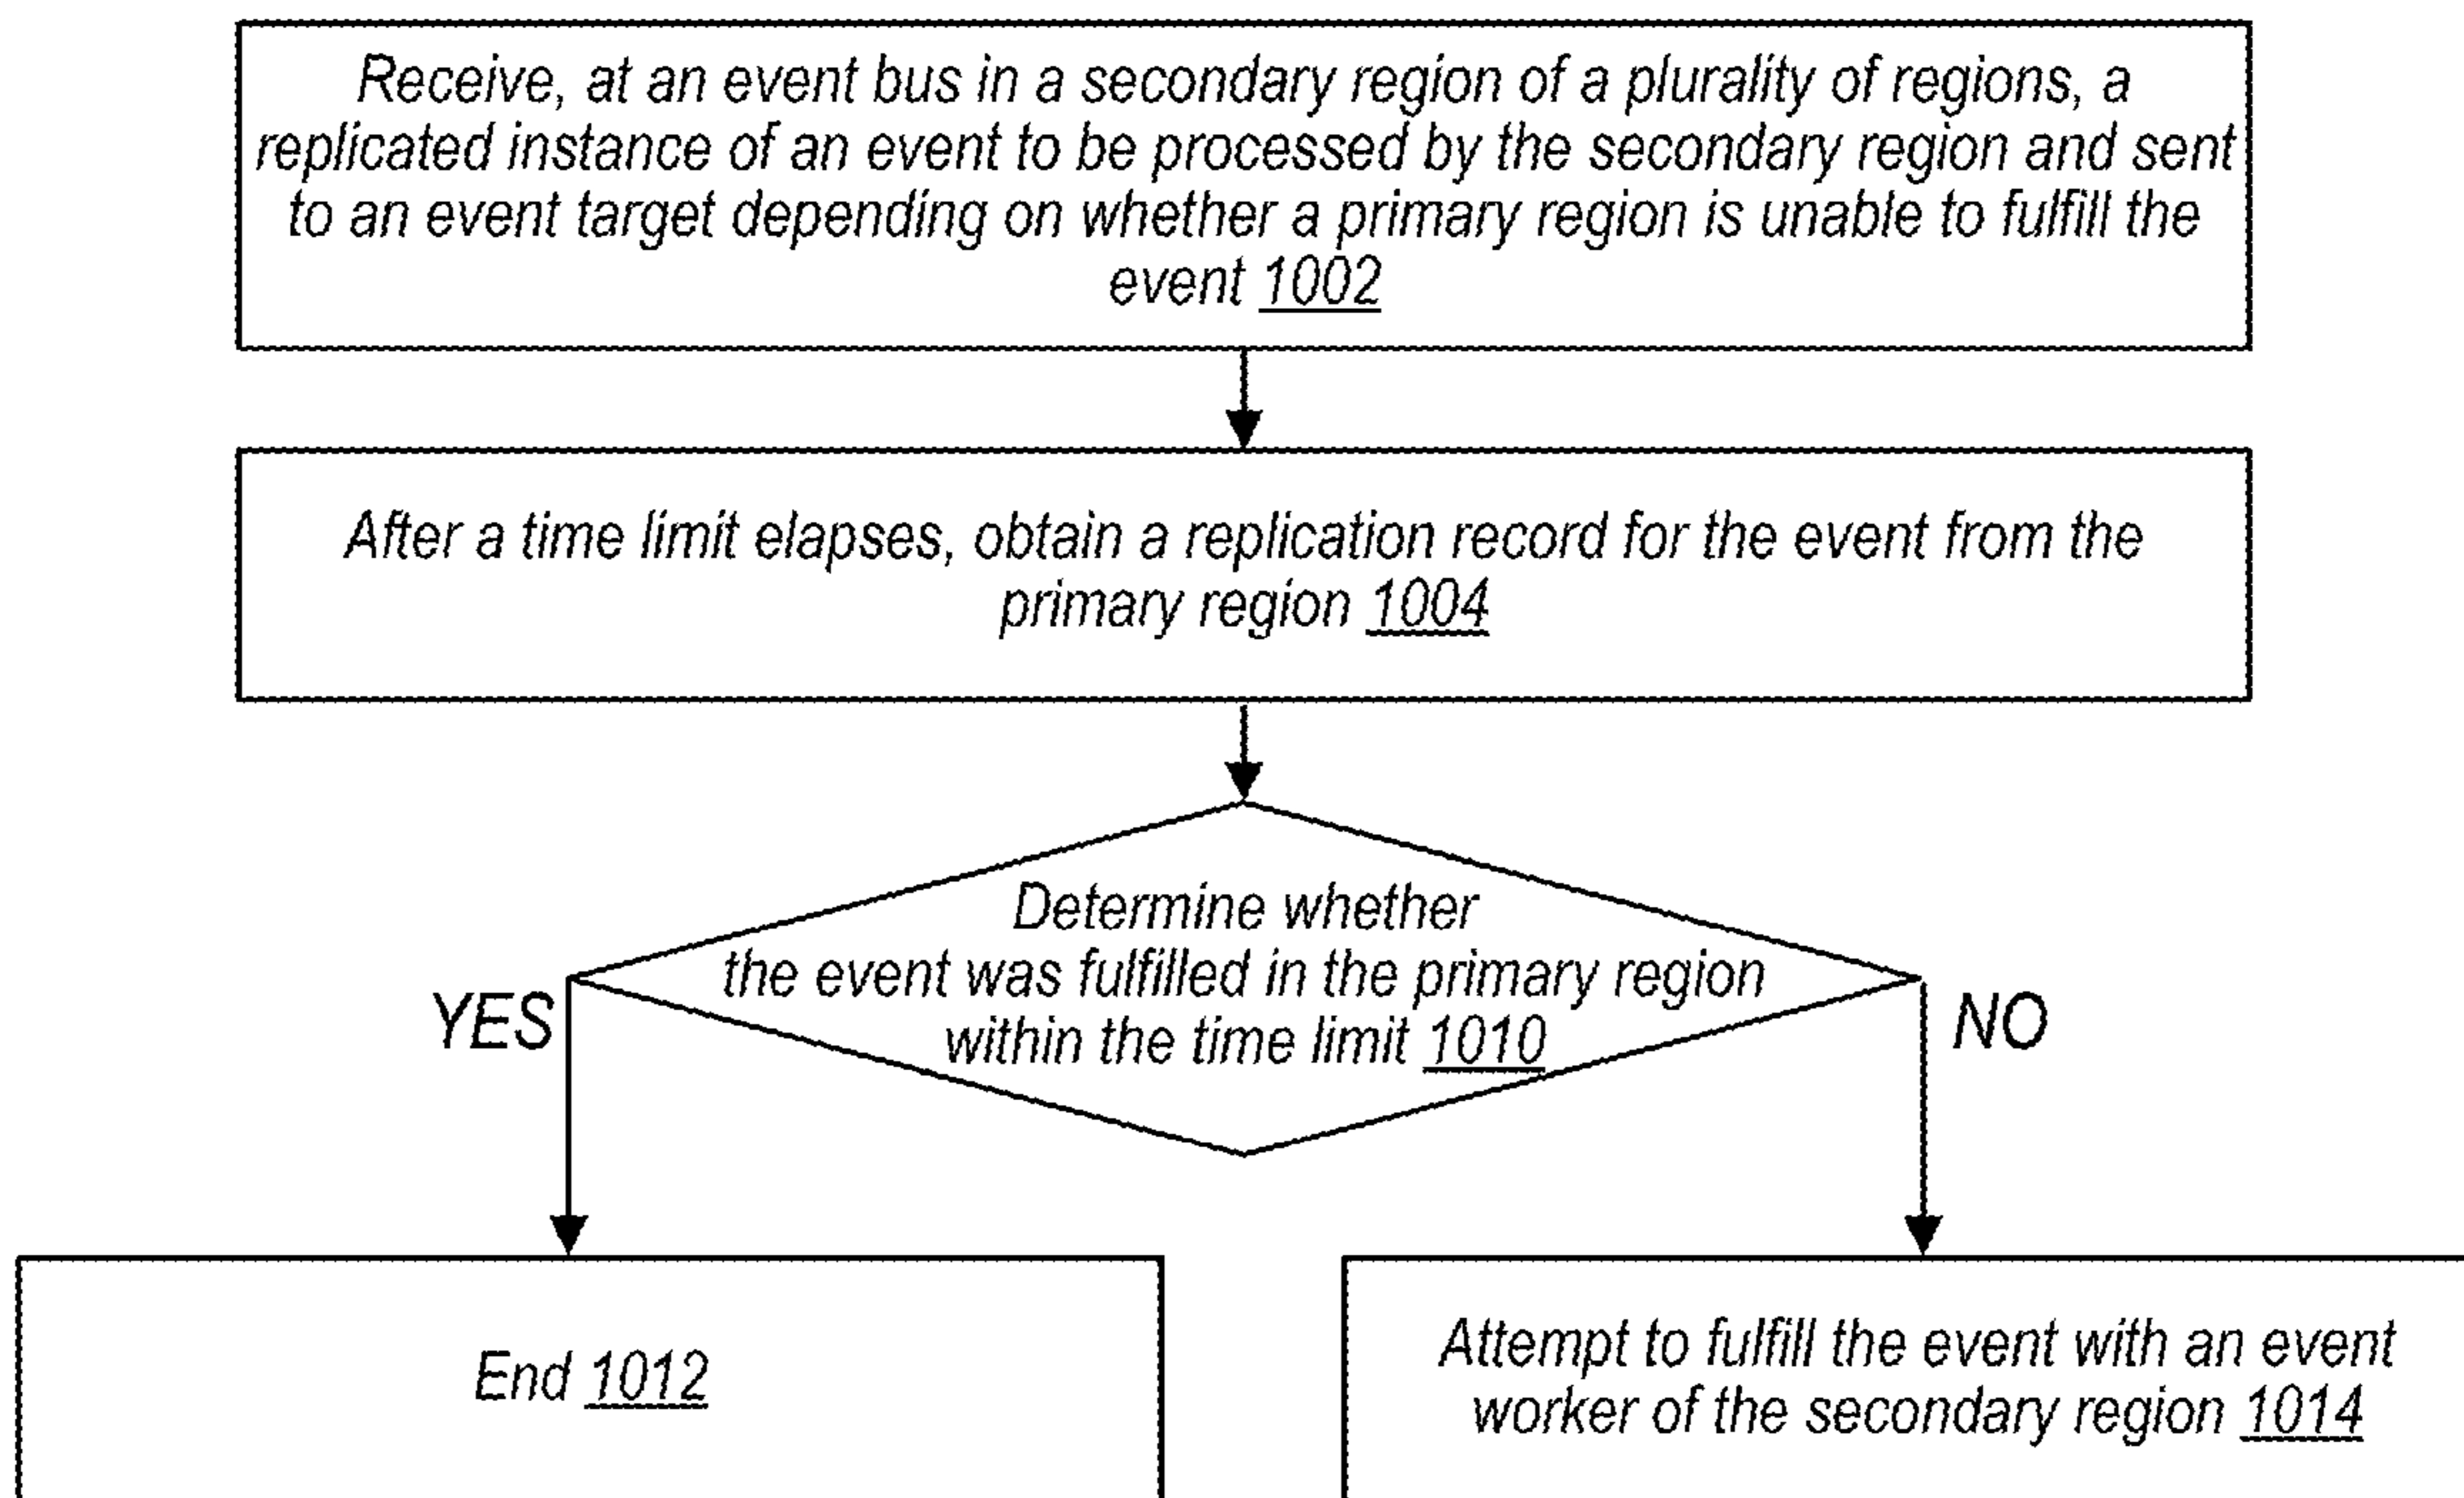 Receive, at an event bus in a secondary region of a plurality of regions, a
replicated instance of an event to be processed by the secondary region and sent
to an event target depending on whether a primary region is unable to fulfill the
event 1002
After a time limit elapses, obtain a replication record for the event from the
primary region 1004
Determine whether
the event was fulfilled in the primary region
within the time limit 1010
YES
NO
End 1012
Attempt to fulfill the event with an event
worker of the secondary region 1014